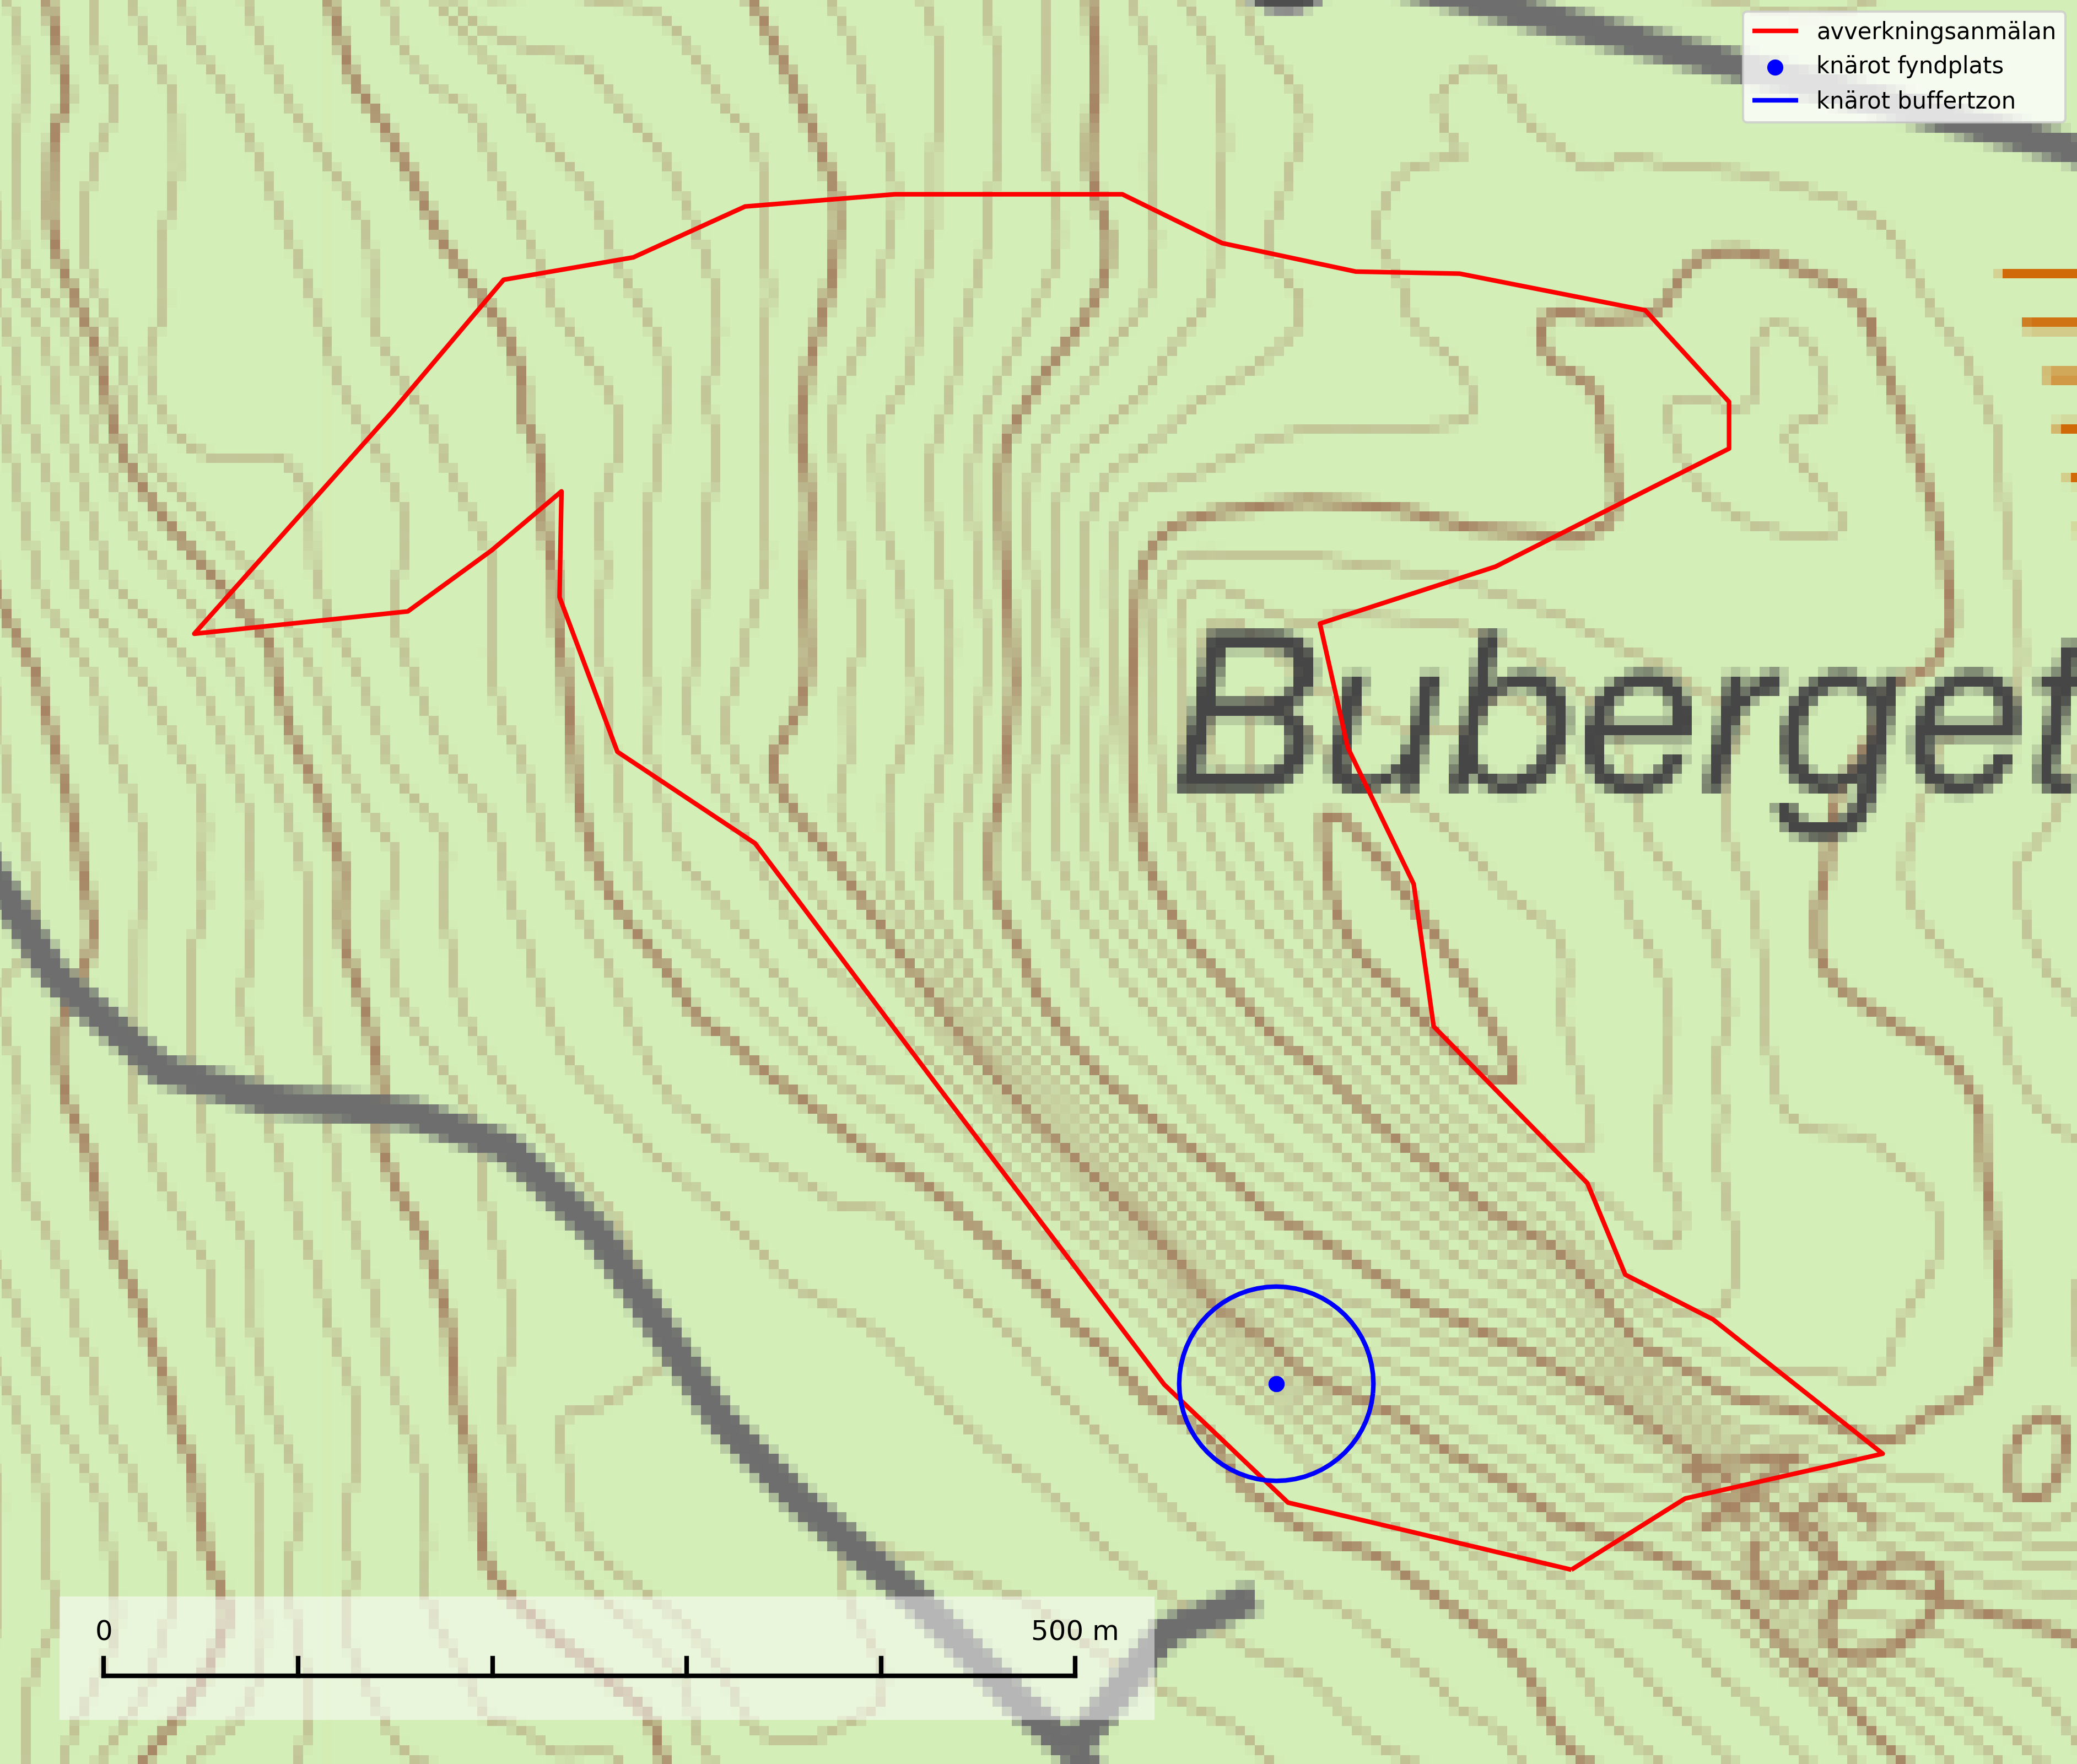 avverkningsanmälan
knärot fyndplats
knärot buffertzon
Buberget
0 500 m